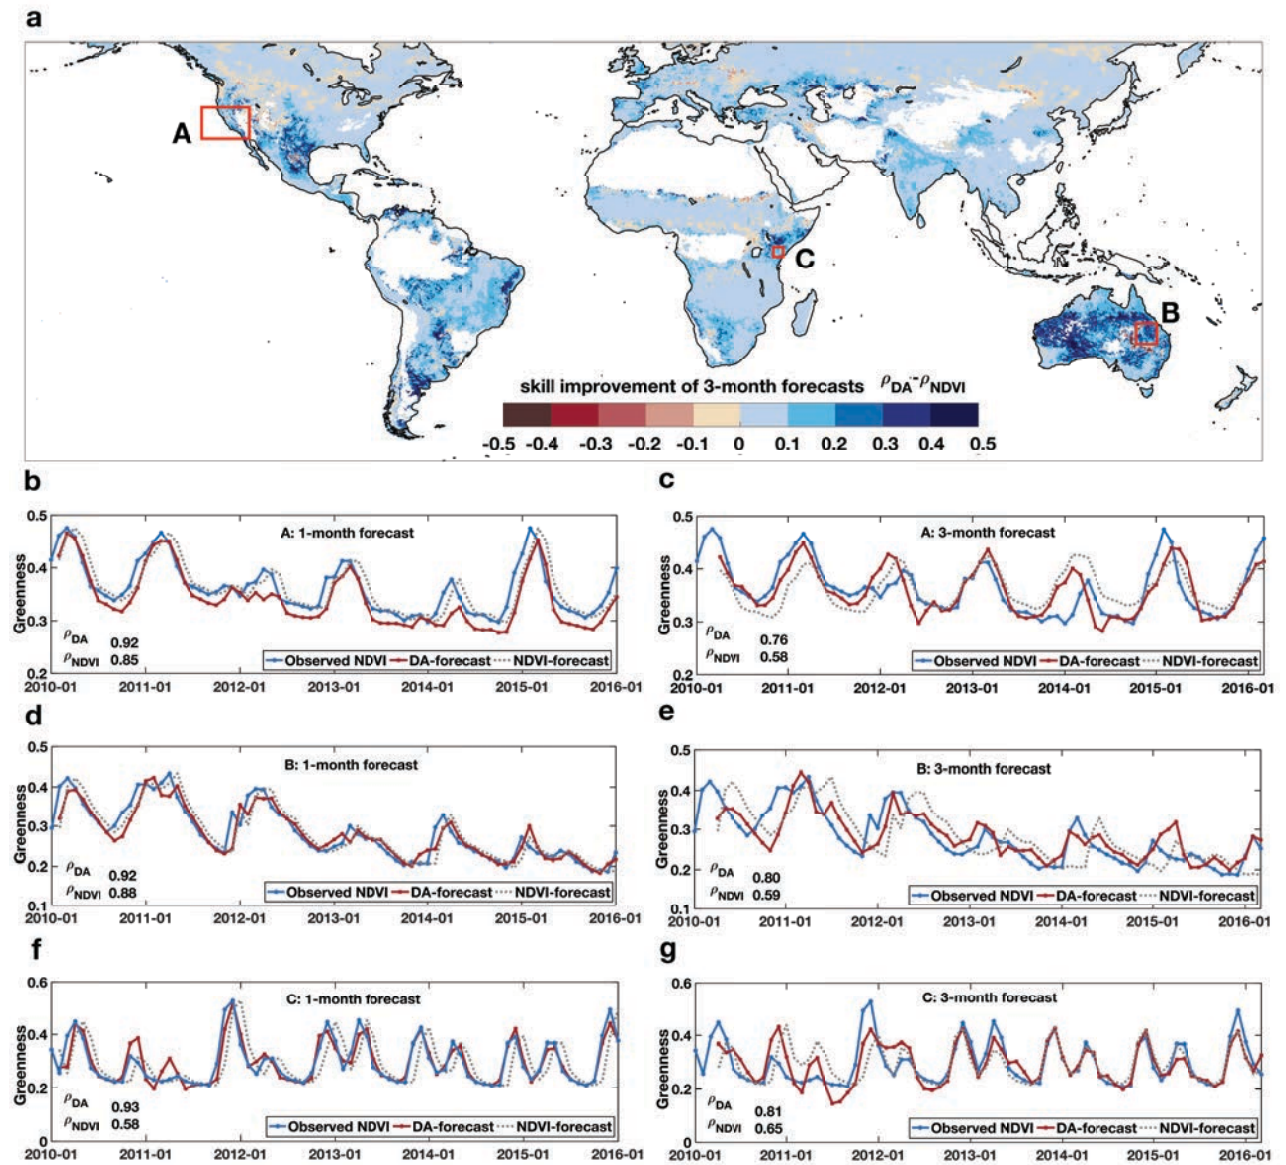 a
A
C
B
skill improvement of 3-month forecasts ρDA-ρNDVI
-0.5 -0.4 -0.3 -0.2 -0.1 0 0.1 0.2 0.3 0.4 0.5
b
A: 1-month forecast
Greenness
0.5
0.4
0.3
0.2
ρDA 0.92
ρNDVI 0.85
Observed NDVI DA-forecast NDVI-forecast
2010-01 2011-01 2012-01 2013-01 2014-01 2015-01 2016-01
c
A: 3-month forecast
Greenness
0.5
0.4
0.3
0.2
ρDA 0.76
ρNDVI 0.58
Observed NDVI DA-forecast NDVI-forecast
2010-01 2011-01 2012-01 2013-01 2014-01 2015-01 2016-01
d
B: 1-month forecast
Greenness
0.5
0.4
0.3
0.2
0.1
ρDA 0.92
ρNDVI 0.88
Observed NDVI DA-forecast NDVI-forecast
2010-01 2011-01 2012-01 2013-01 2014-01 2015-01 2016-01
e
B: 3-month forecast
Greenness
0.5
0.4
0.3
0.2
0.1
ρDA 0.80
ρNDVI 0.59
Observed NDVI DA-forecast NDVI-forecast
2010-01 2011-01 2012-01 2013-01 2014-01 2015-01 2016-01
f
C: 1-month forecast
Greenness
0.6
0.4
0.2
0
ρDA 0.93
ρNDVI 0.58
Observed NDVI DA-forecast NDVI-forecast
2010-01 2011-01 2012-01 2013-01 2014-01 2015-01 2016-01
g
C: 3-month forecast
Greenness
0.6
0.4
0.2
0
ρDA 0.81
ρNDVI 0.65
Observed NDVI DA-forecast NDVI-forecast
2010-01 2011-01 2012-01 2013-01 2014-01 2015-01 2016-01